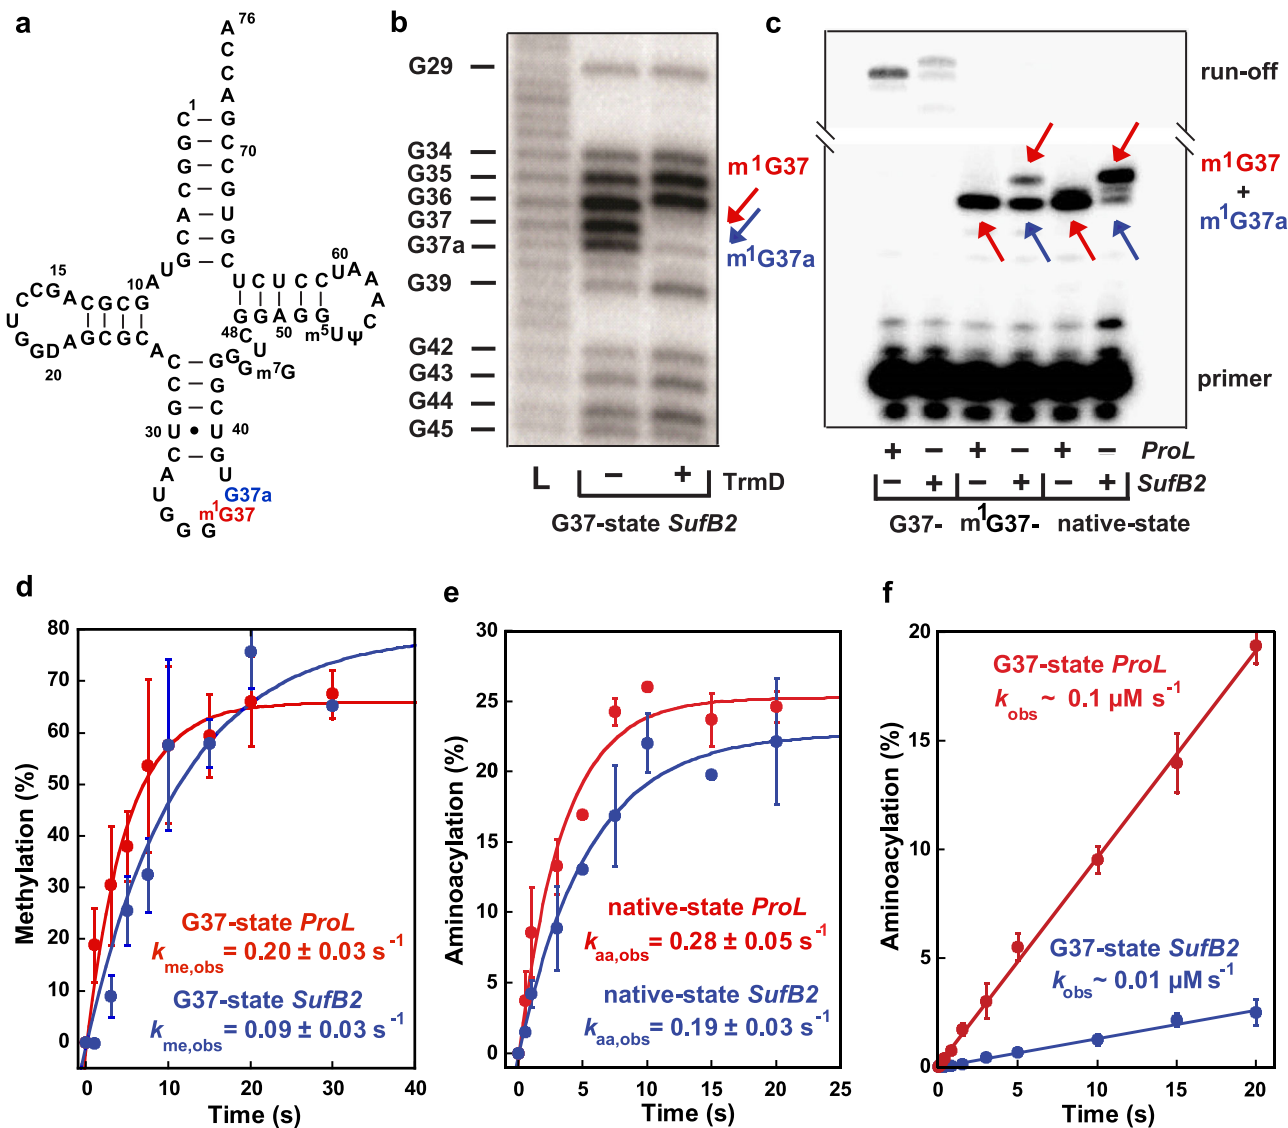 a
76
A
C
C
A
G
1
C – G
G – C
G – C
70
C – G
A – U
C – G
G – C
U
A
15
10
C C G A C G C G
U
G G D A G C G C
20
A
U C U C C U A A A C
60
G G A G m⁵U Ψ
48
50
C
U
G
m⁷G
C – G
C – G
G – C
30 U • U 40
C – G
A
U
U
G37a
m¹G37
G G G
b
G29
G34
G35
G36
G37
G37a
G39
G42
G43
G44
G45
m¹G37
m¹G37a
L − + TrmD
G37-state SufB2
c
run-off
m¹G37
+
m¹G37a
primer
+ − + − + − ProL
− + − + − + SufB2
G37- m¹G37- native-state
d
Methylation (%)
80
70
60
50
40
30
20
10
0
G37-state ProL
kme,obs = 0.20 ± 0.03 s⁻¹
G37-state SufB2
kme,obs = 0.09 ± 0.03 s⁻¹
0 10 20 30 40
Time (s)
e
Aminoacylation (%)
30
25
20
15
10
5
0
native-state ProL
kaa,obs = 0.28 ± 0.05 s⁻¹
native-state SufB2
kaa,obs = 0.19 ± 0.03 s⁻¹
0 5 10 15 20 25
Time (s)
f
Aminoacylation (%)
20
15
10
5
0
G37-state ProL
kobs ~ 0.1 µM s⁻¹
G37-state SufB2
kobs ~ 0.01 µM s⁻¹
0 5 10 15 20
Time (s)